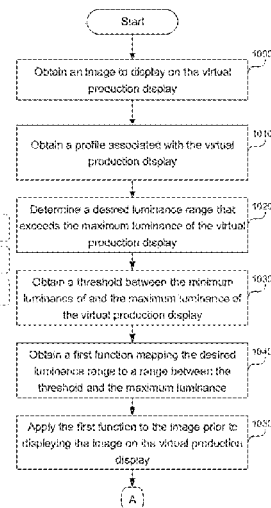 Start
1000
Obtain an image to display on the virtual
production display
1010
Obtain a profile associated with the virtual
production display
1020
Determine a desired luminance range that
exceeds the maximum luminance of the virtual
production display
1030
Obtain a threshold between the minimum
luminance of and the maximum luminance of
the virtual production display
1040
Obtain a first function mapping the desired
luminance range to a range between the
threshold and the maximum luminance
1050
Apply the first function to the image prior to
displaying the image on the virtual production
display
A